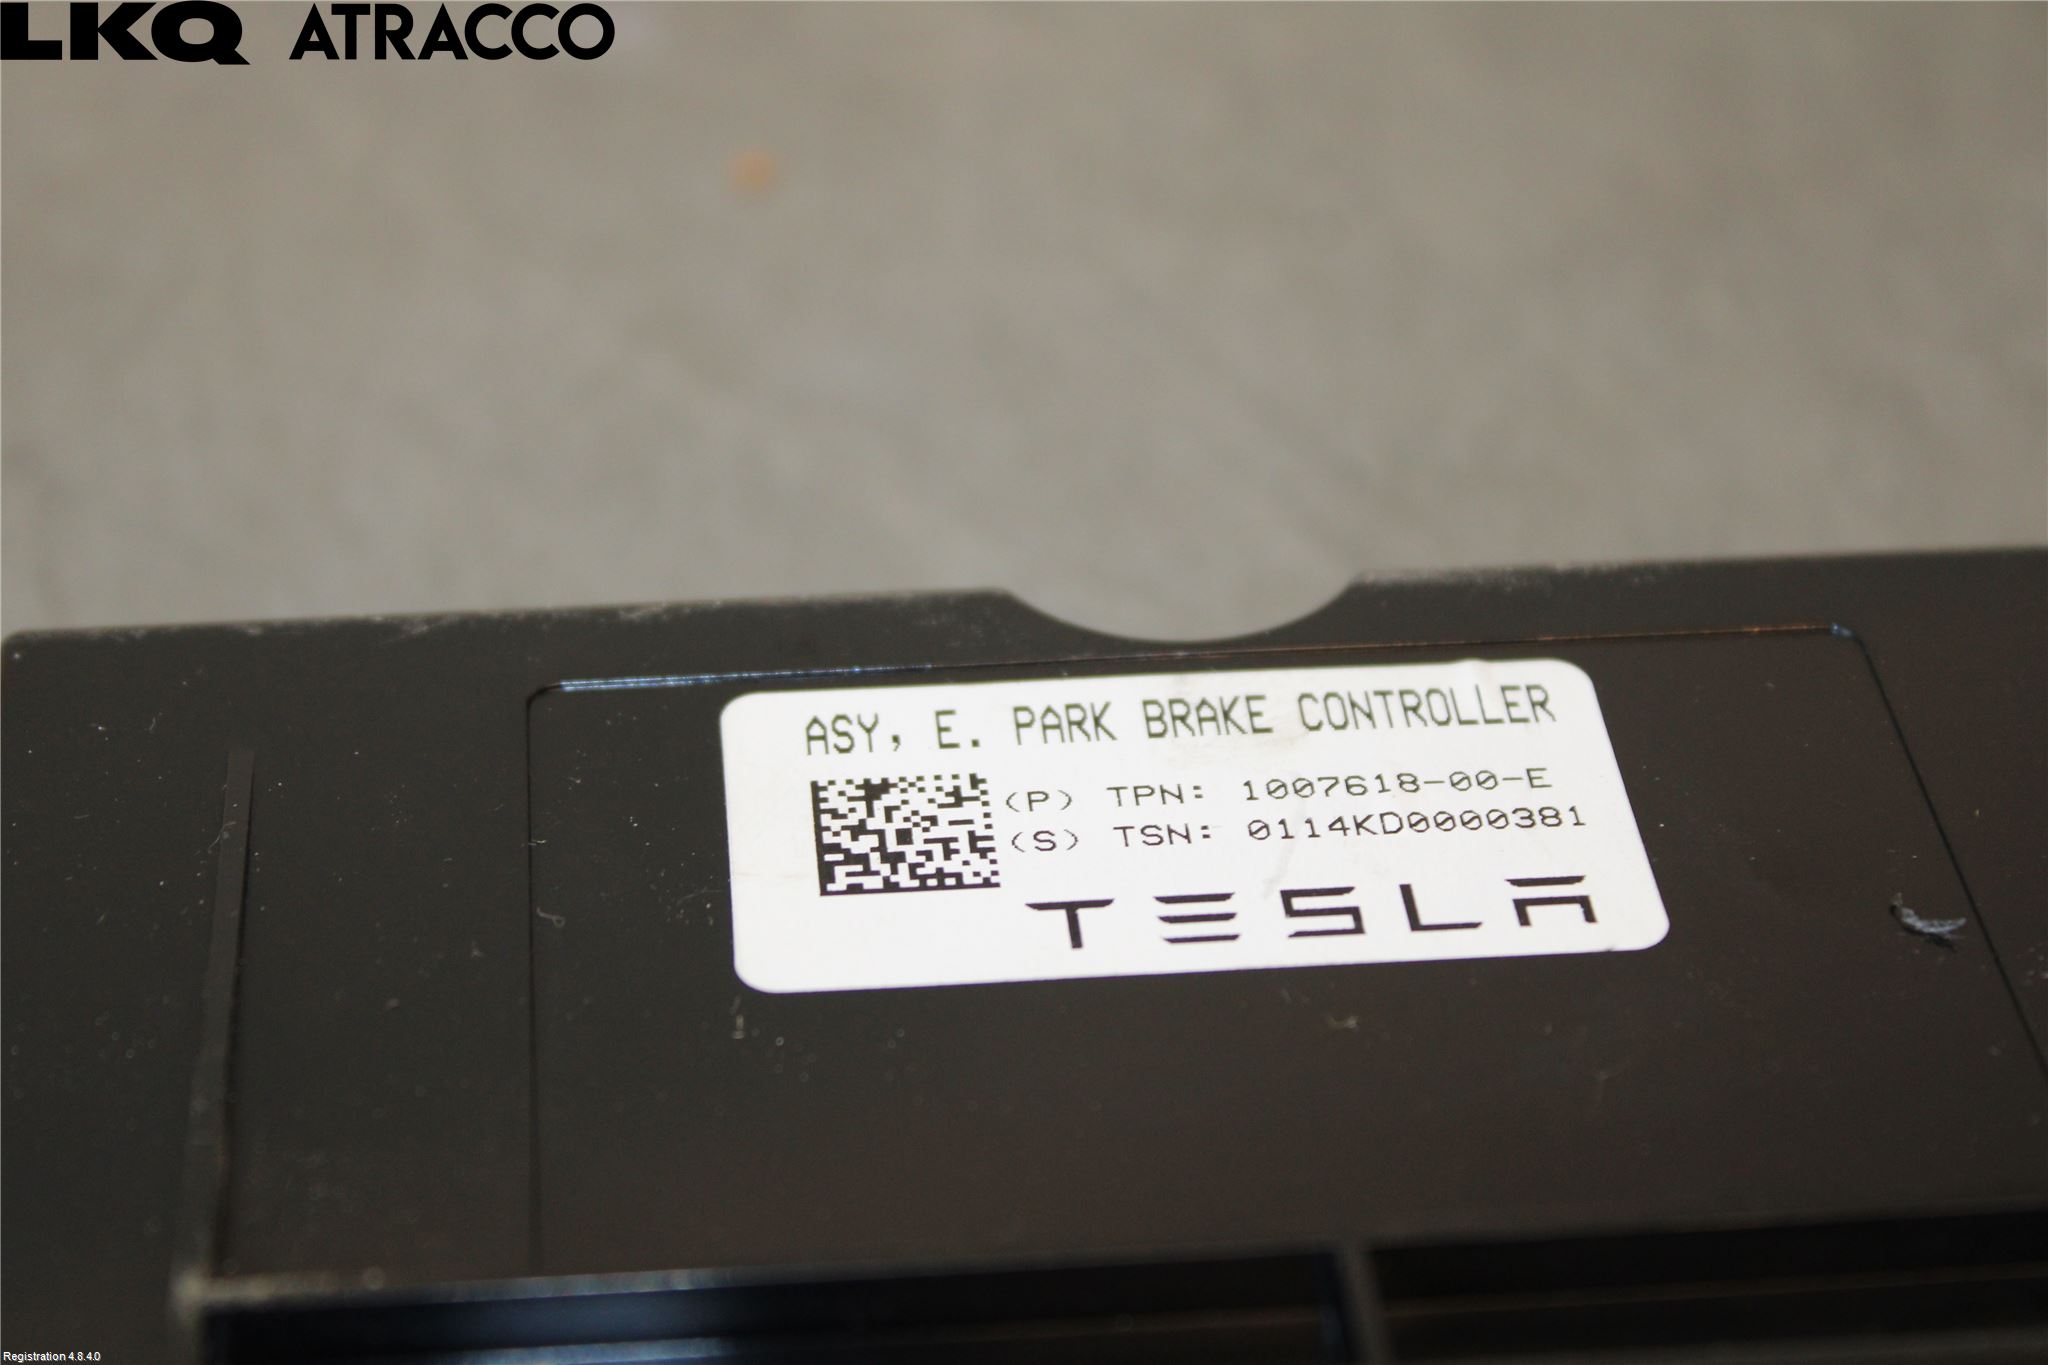 LKQ ATRACCO
ASY, E. PARK BRAKE CONTROLLER
(P) TPN: 1007618-00-E
(S) TSN: 0114KD0000381
TESLA
Registration 4.8.4.0